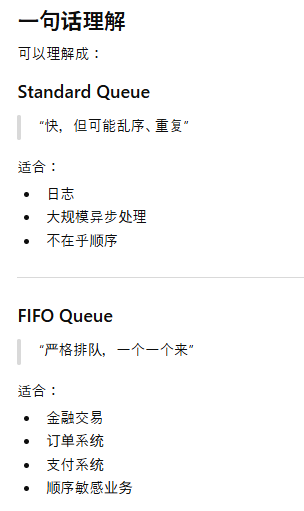 一句话理解
可以理解成：
Standard Queue
“快，但可能乱序、重复”
适合：
日志
大规模异步处理
不在乎顺序
FIFO Queue
“严格排队，一个一个来”
适合：
金融交易
订单系统
支付系统
顺序敏感业务